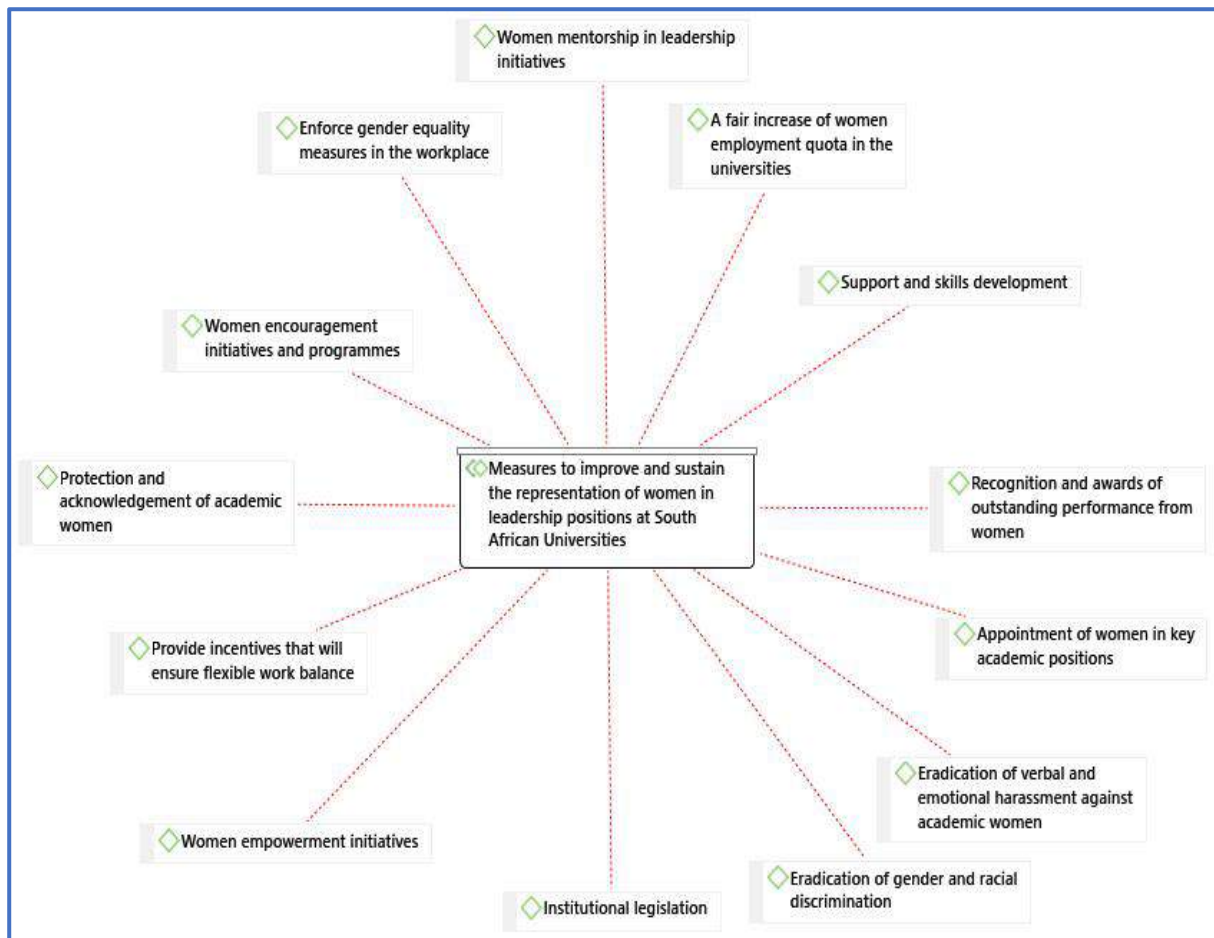 Women mentorship in leadership
initiatives
Enforce gender equality
measures in the workplace
A fair increase of women
employment quota in the
universities
Support and skills development
Women encouragement
initiatives and programmes
Measures to improve and sustain
the representation of women in
leadership positions at South
African Universities
Protection and
acknowledgement of academic
women
Recognition and awards of
outstanding performance from
women
Provide incentives that will
ensure flexible work balance
Appointment of women in key
academic positions
Eradication of verbal and
emotional harassment against
academic women
Women empowerment initiatives
Eradication of gender and racial
discrimination
Institutional legislation